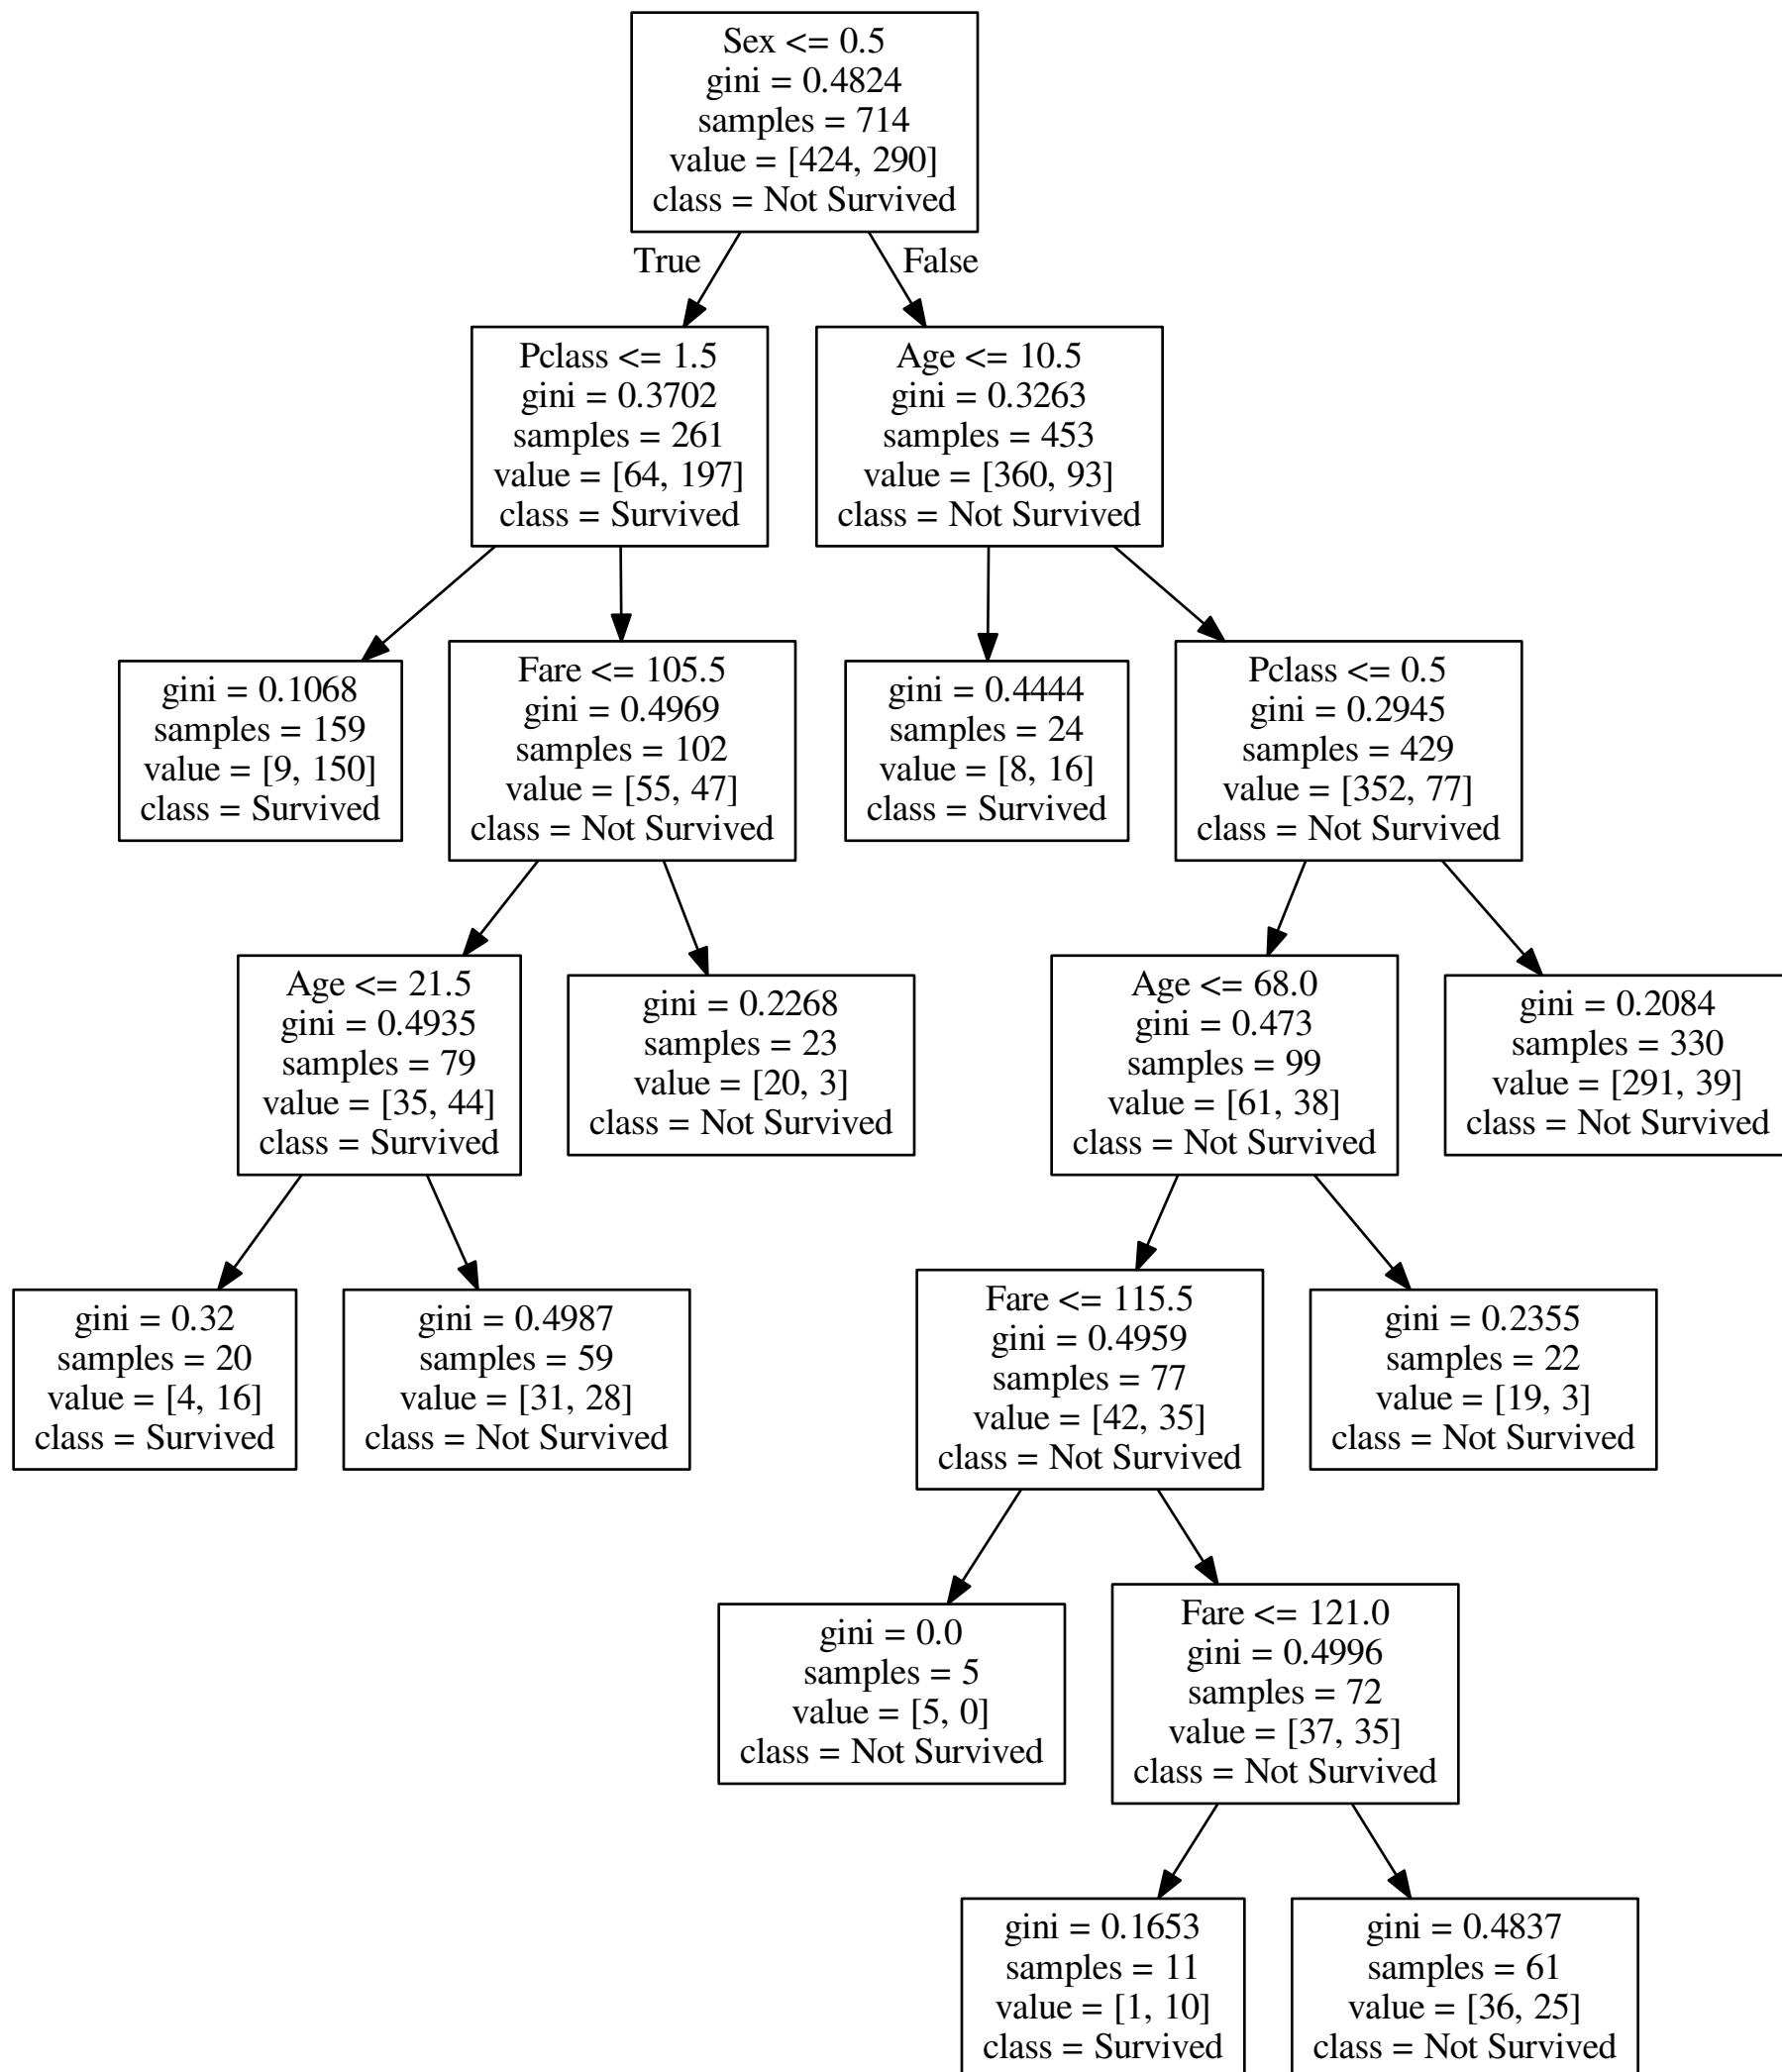 Sex <= 0.5
gini = 0.4824
samples = 714
value = [424, 290]
class = Not Survived
True
False
Pclass <= 1.5
gini = 0.3702
samples = 261
value = [64, 197]
class = Survived
Age <= 10.5
gini = 0.3263
samples = 453
value = [360, 93]
class = Not Survived
gini = 0.1068
samples = 159
value = [9, 150]
class = Survived
Fare <= 105.5
gini = 0.4969
samples = 102
value = [55, 47]
class = Not Survived
gini = 0.4444
samples = 24
value = [8, 16]
class = Survived
Pclass <= 0.5
gini = 0.2945
samples = 429
value = [352, 77]
class = Not Survived
Age <= 21.5
gini = 0.4935
samples = 79
value = [35, 44]
class = Survived
gini = 0.2268
samples = 23
value = [20, 3]
class = Not Survived
Age <= 68.0
gini = 0.473
samples = 99
value = [61, 38]
class = Not Survived
gini = 0.2084
samples = 330
value = [291, 39]
class = Not Survived
gini = 0.32
samples = 20
value = [4, 16]
class = Survived
gini = 0.4987
samples = 59
value = [31, 28]
class = Not Survived
Fare <= 115.5
gini = 0.4959
samples = 77
value = [42, 35]
class = Not Survived
gini = 0.2355
samples = 22
value = [19, 3]
class = Not Survived
gini = 0.0
samples = 5
value = [5, 0]
class = Not Survived
Fare <= 121.0
gini = 0.4996
samples = 72
value = [37, 35]
class = Not Survived
gini = 0.1653
samples = 11
value = [1, 10]
class = Survived
gini = 0.4837
samples = 61
value = [36, 25]
class = Not Survived